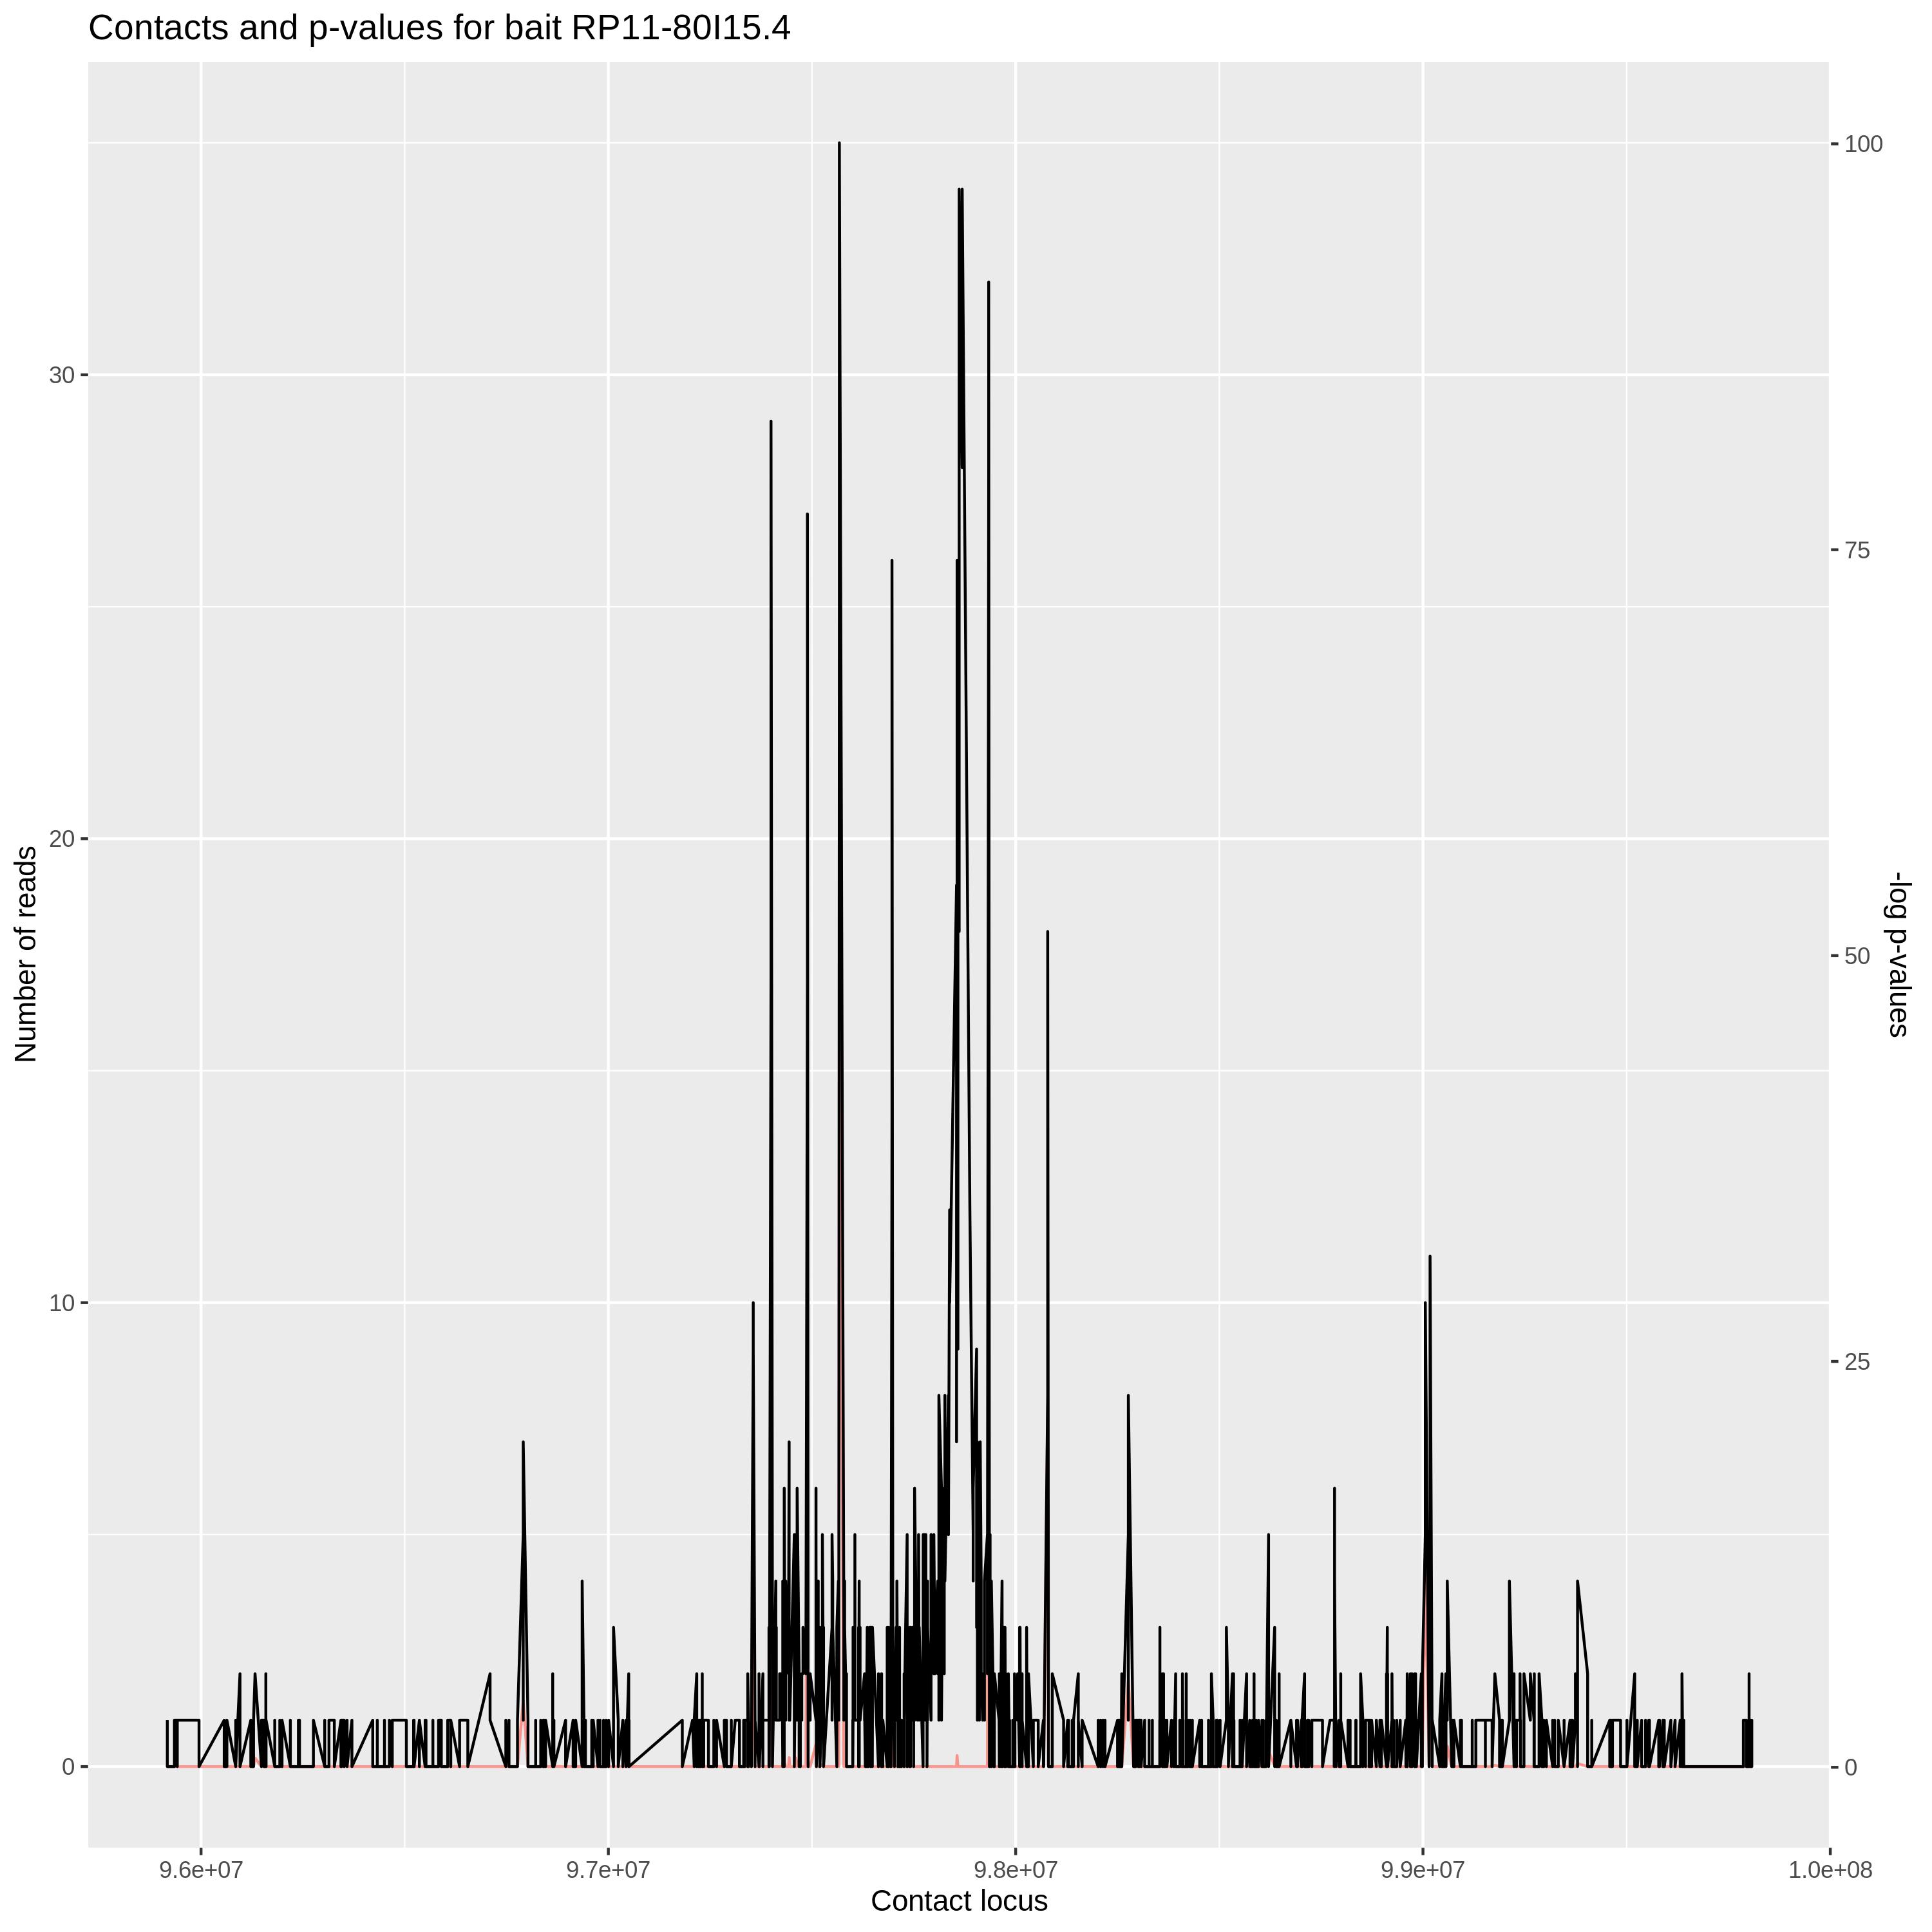 Contacts and p-values for bait RP11-80I15.4
Number of reads
30
20
10
0
100
75
50
25
0
-log p-values
9.6e+07 9.7e+07 9.8e+07 9.9e+07 1.0e+08
Contact locus